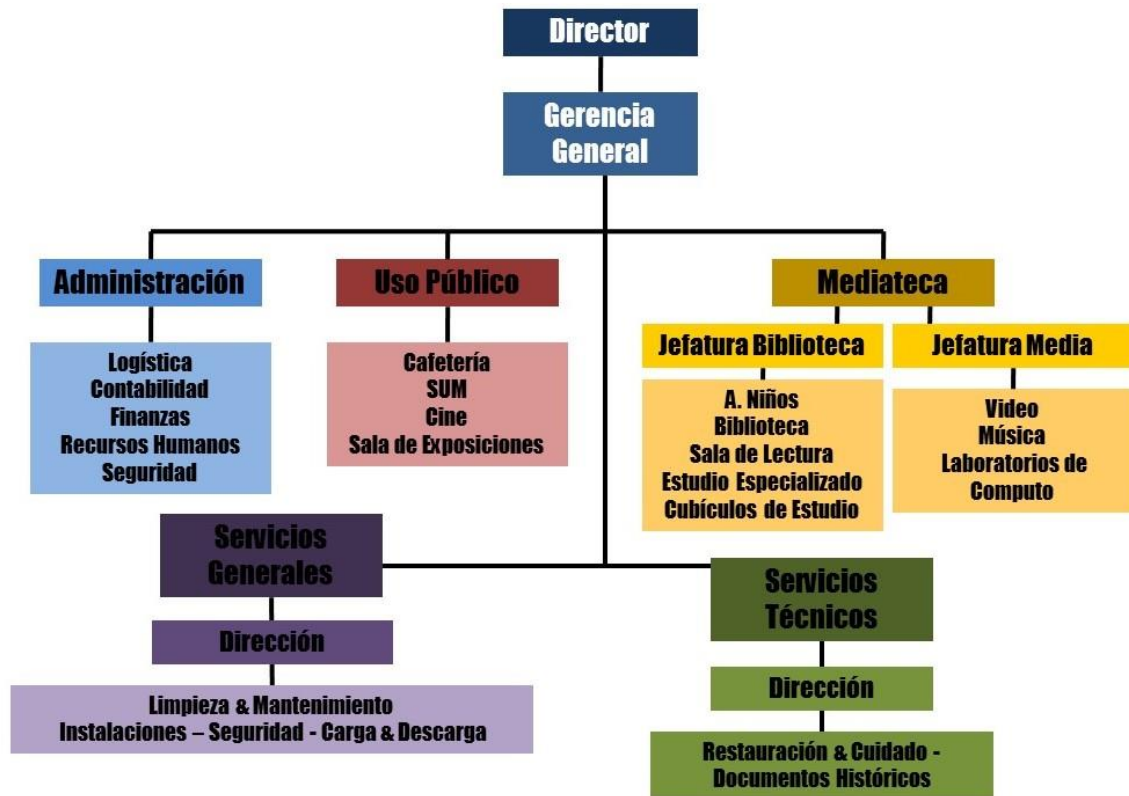 Director
Gerencia
General
Administración
Logística
Contabilidad
Finanzas
Recursos Humanos
Seguridad
Uso Público
Cafetería
SUM
Cine
Sala de Exposiciones
Mediateca
Jefatura Biblioteca
A. Niños
Biblioteca
Sala de Lectura
Estudio Especializado
Cubículos de Estudio
Jefatura Media
Video
Música
Laboratorios de
Computo
Servicios
Generales
Dirección
Limpieza & Mantenimiento
Instalaciones – Seguridad - Carga & Descarga
Servicios
Técnicos
Dirección
Restauración & Cuidado -
Documentos Históricos